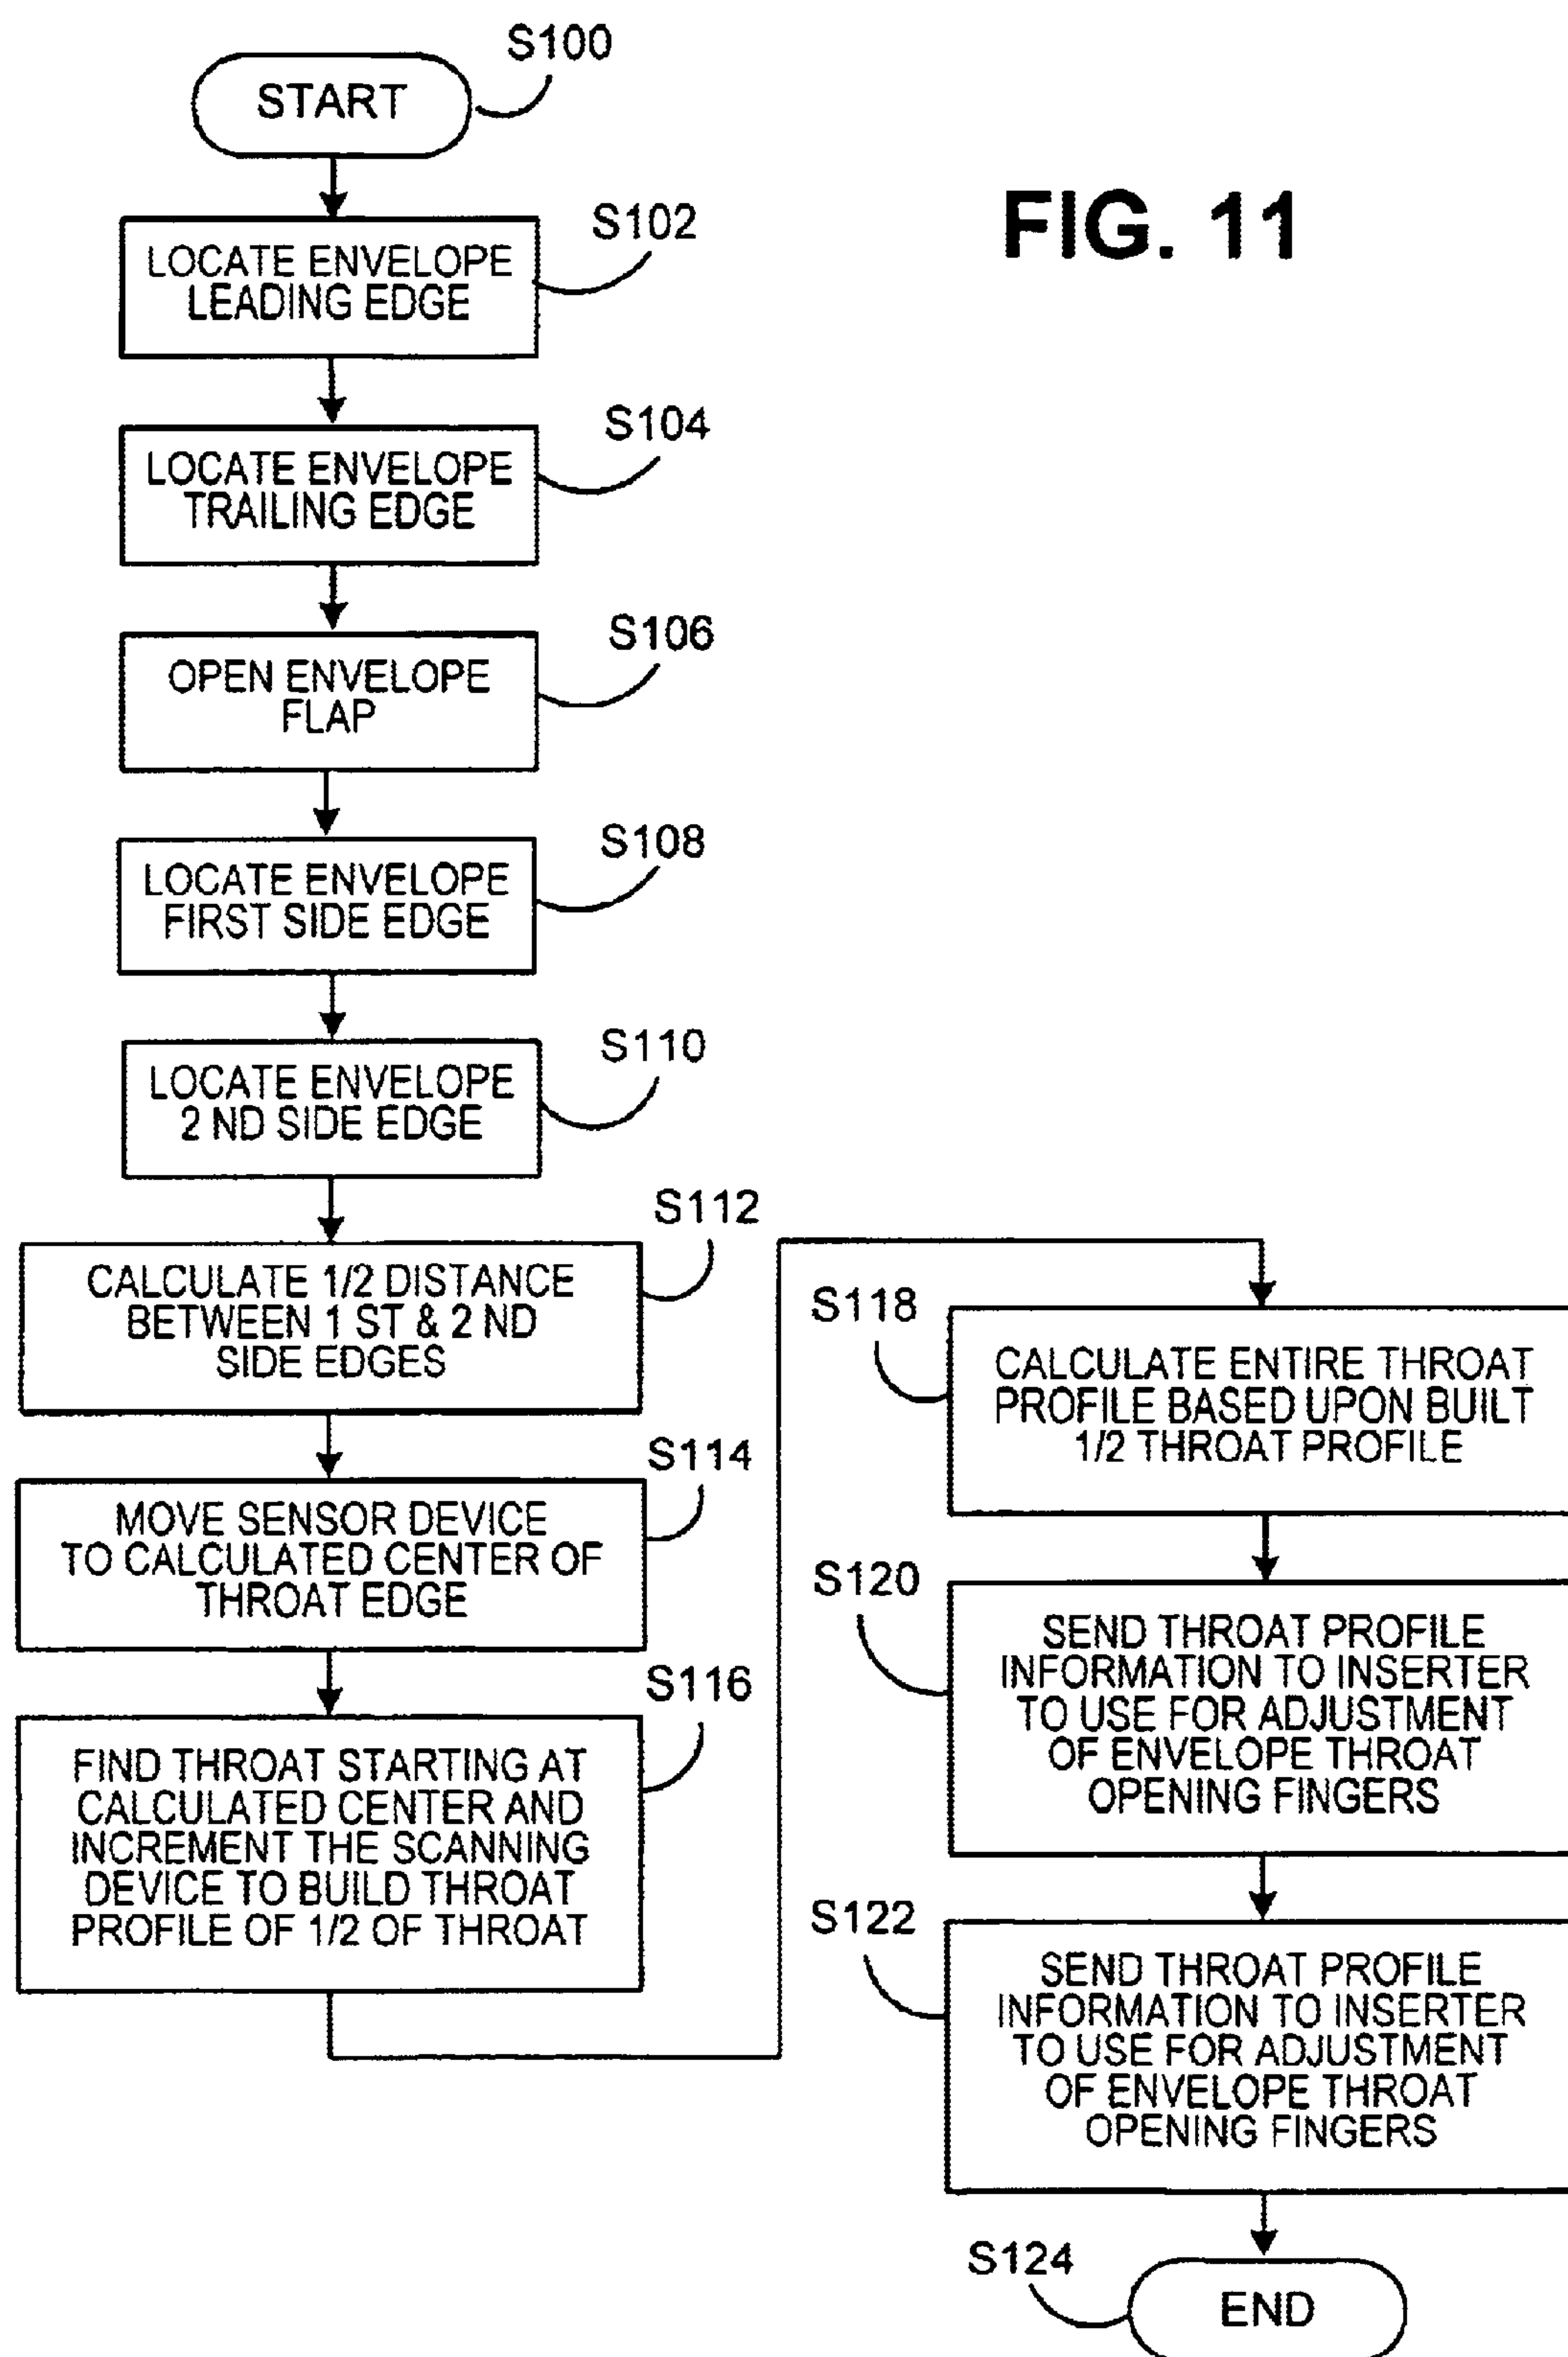 FIG. 11
S100
START
S102
LOCATE ENVELOPE
LEADING EDGE
S104
LOCATE ENVELOPE
TRAILING EDGE
S106
OPEN ENVELOPE
FLAP
S108
LOCATE ENVELOPE
FIRST SIDE EDGE
S110
LOCATE ENVELOPE
2 ND SIDE EDGE
S112
CALCULATE 1/2 DISTANCE
BETWEEN 1 ST & 2 ND
SIDE EDGES
S114
MOVE SENSOR DEVICE
TO CALCULATED CENTER OF
THROAT EDGE
S116
FIND THROAT STARTING AT
CALCULATED CENTER AND
INCREMENT THE SCANNING
DEVICE TO BUILD THROAT
PROFILE OF 1/2 OF THROAT
S118
CALCULATE ENTIRE THROAT
PROFILE BASED UPON BUILT
1/2 THROAT PROFILE
S120
SEND THROAT PROFILE
INFORMATION TO INSERTER
TO USE FOR ADJUSTMENT
OF ENVELOPE THROAT
OPENING FINGERS
S122
SEND THROAT PROFILE
INFORMATION TO INSERTER
TO USE FOR ADJUSTMENT
OF ENVELOPE THROAT
OPENING FINGERS
S124
END